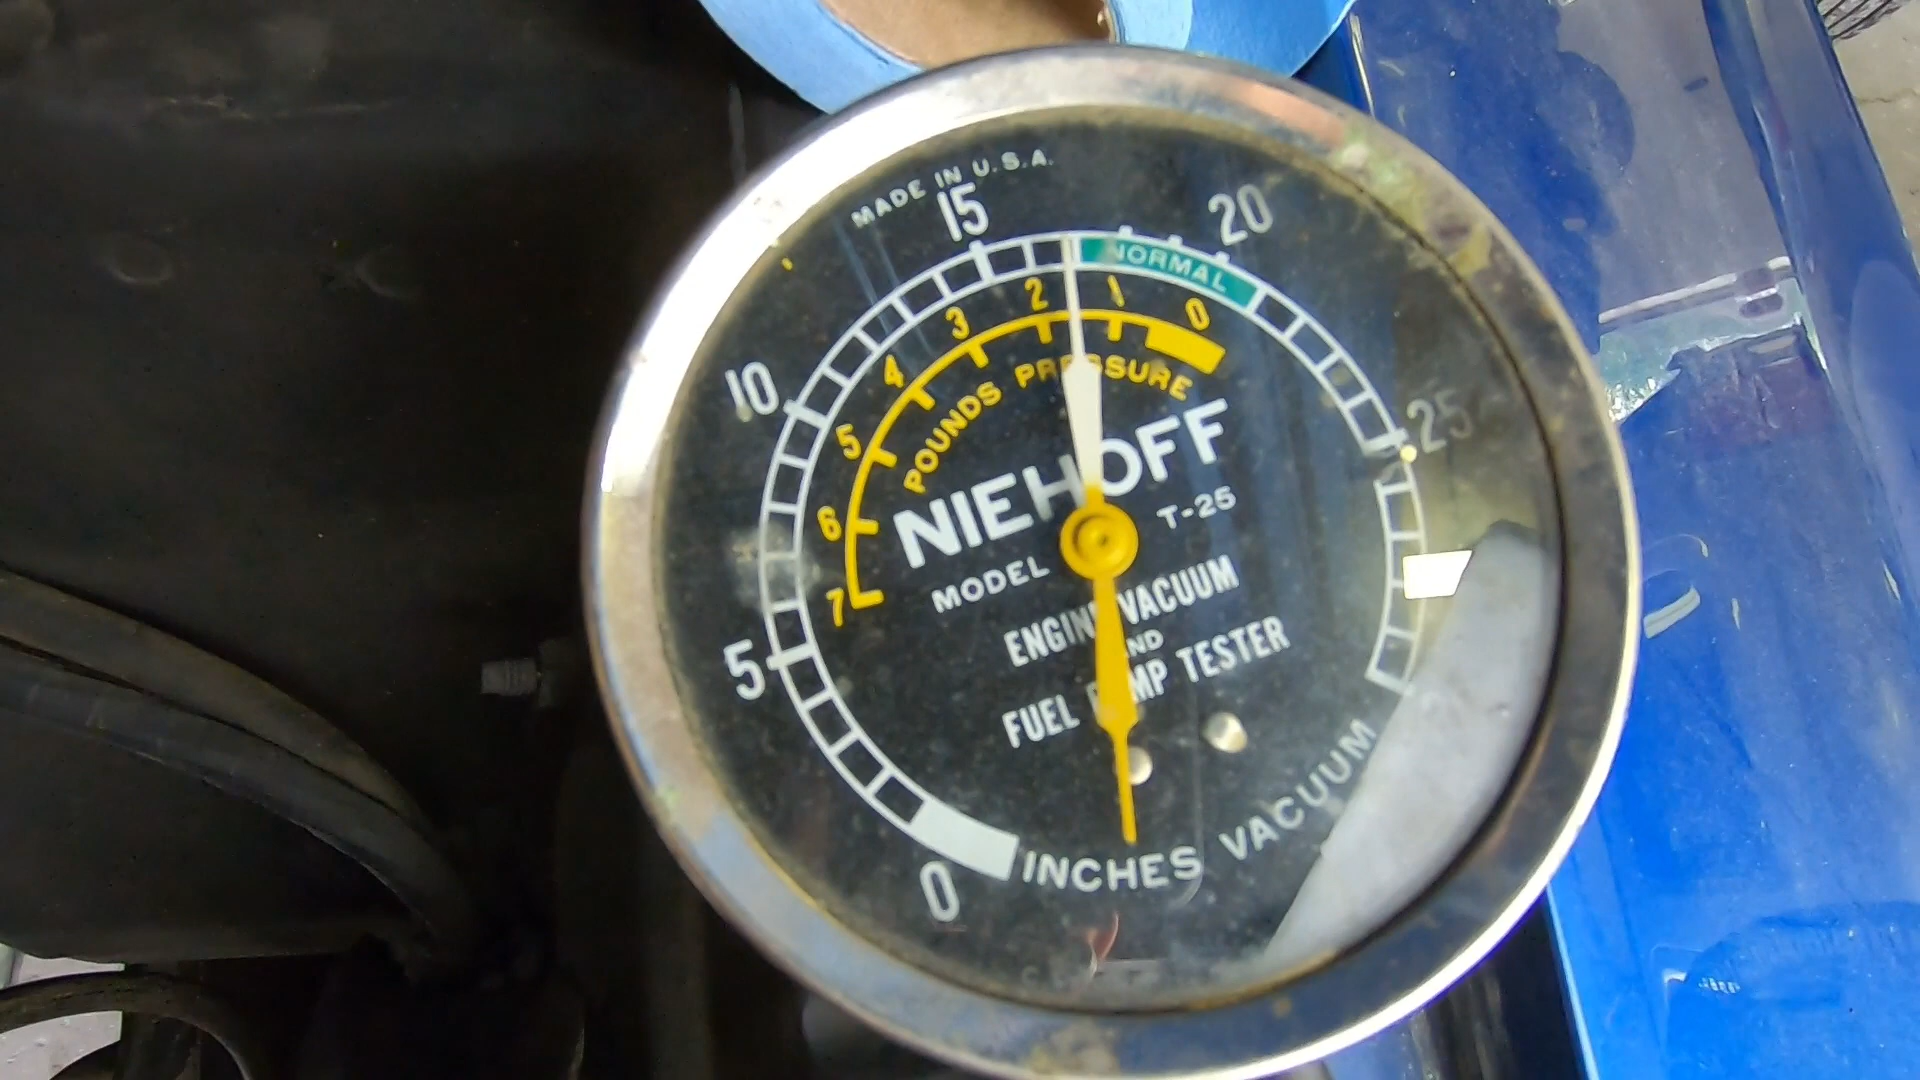 MADE IN U.S.A.
0
5
10
15
20
25
NORMAL
7
6
5
4
3
2
1
0
POUNDS PRESSURE
NIEHOFF
MODEL T-25
ENGINE VACUUM
AND
FUEL PUMP TESTER
INCHES VACUUM